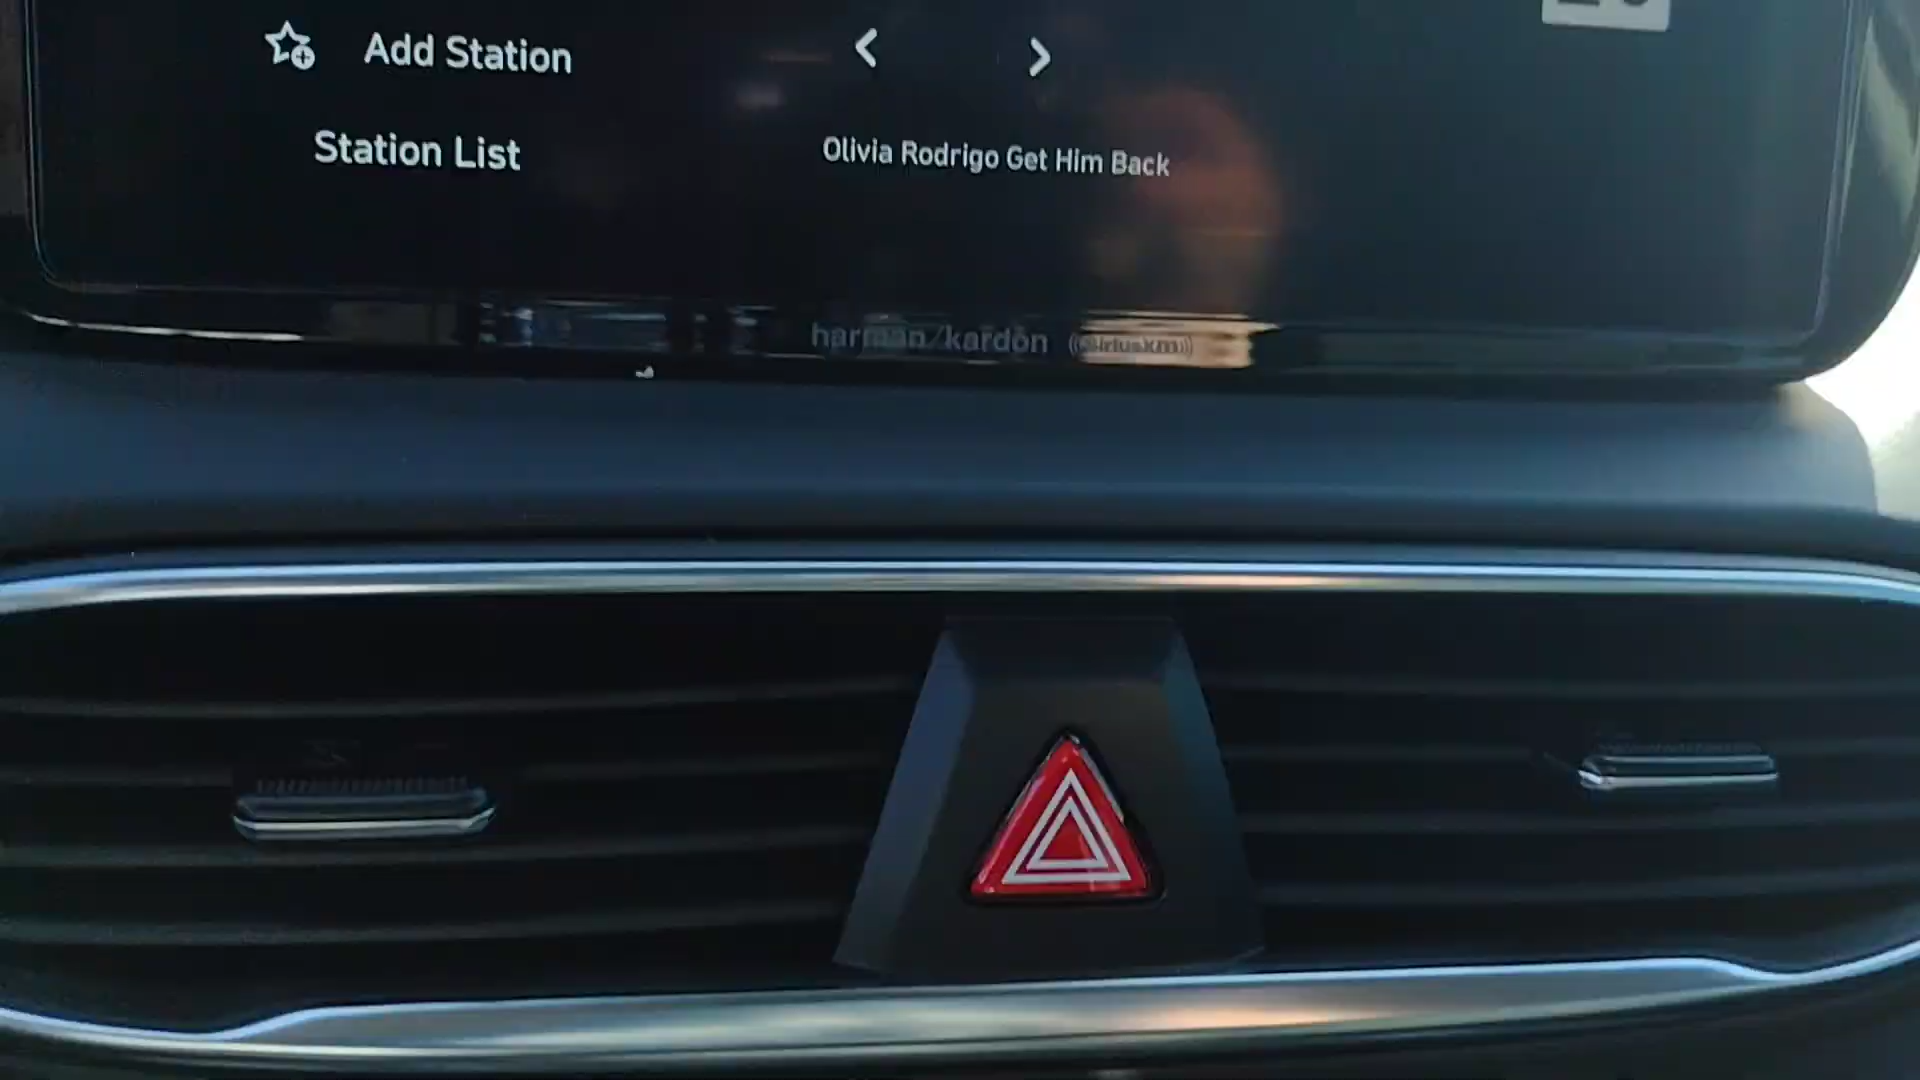 Add Station
< >
Station List
Olivia Rodrigo Get Him Back
harman/kardon ((SiriusXM))